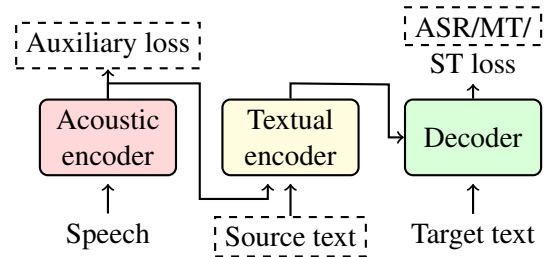 Auxiliary loss
ASR/MT/
ST loss
Acoustic
encoder
Textual
encoder
Decoder
Speech
Source text
Target text